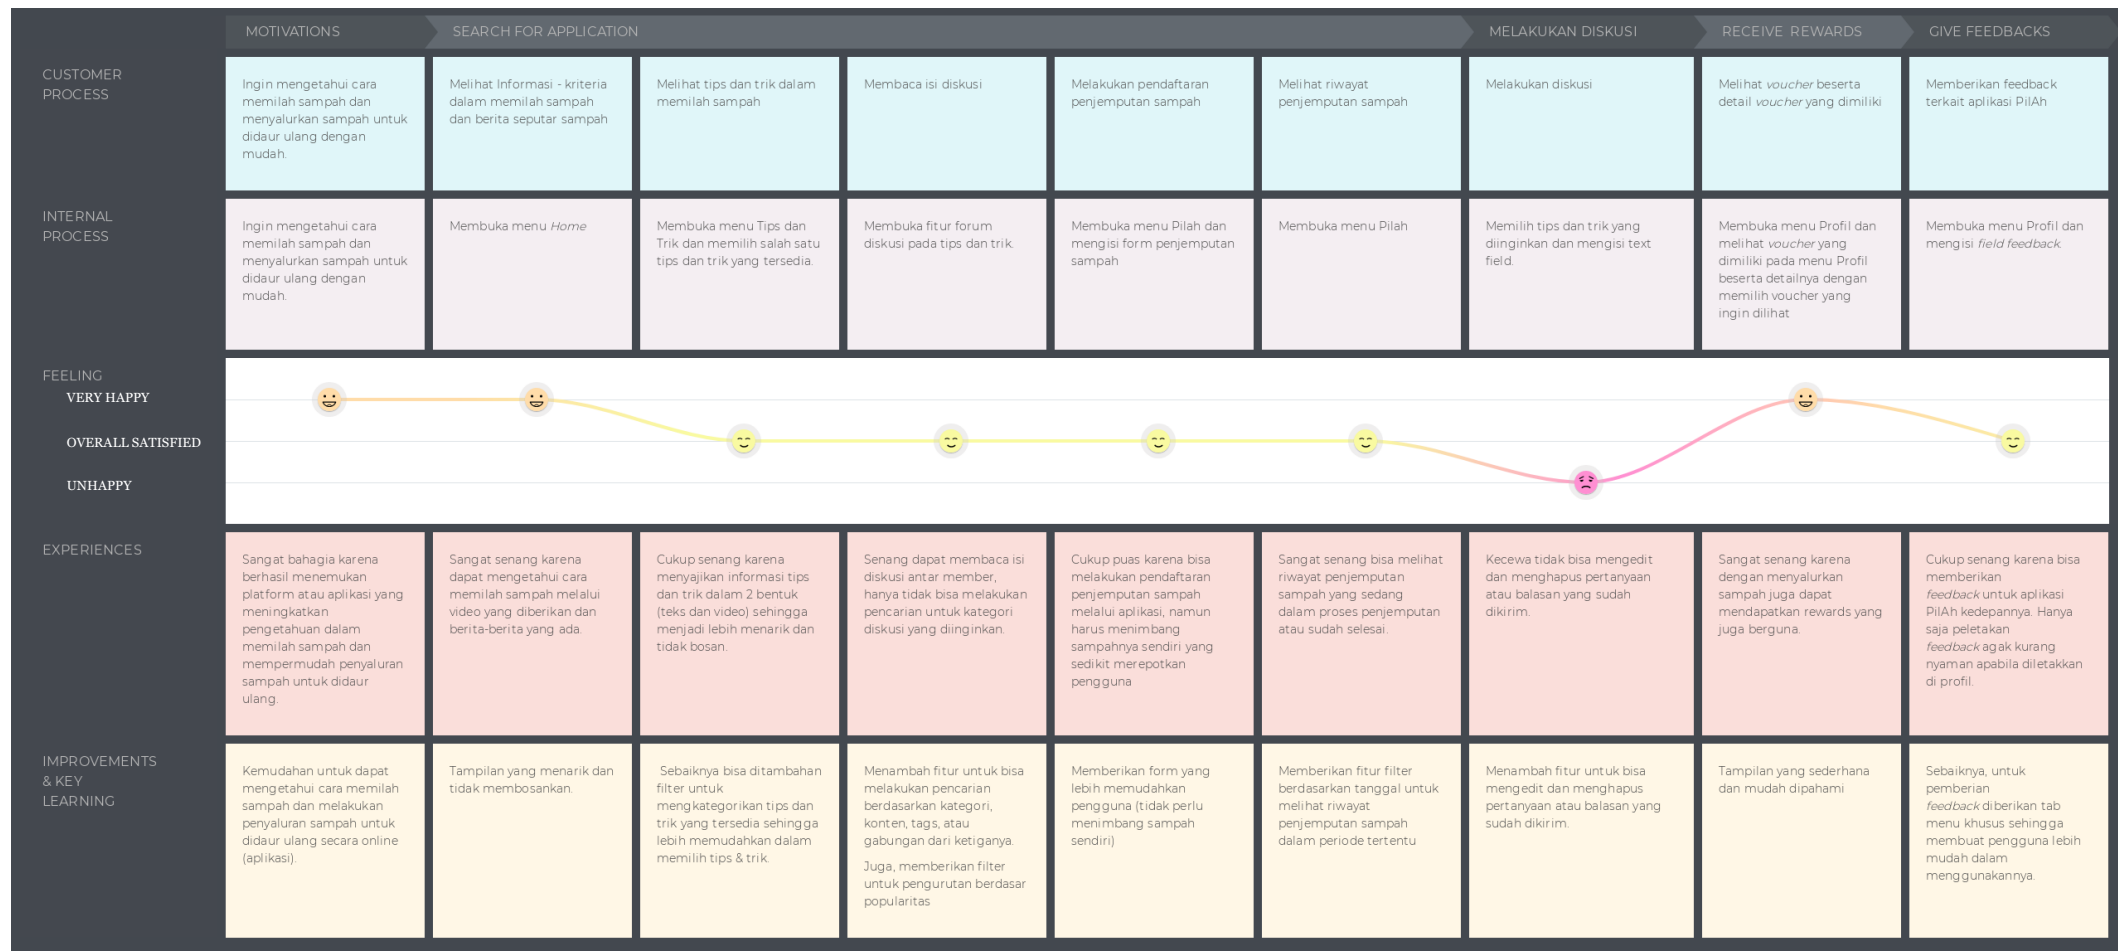 MOTIVATIONS
SEARCH FOR APPLICATION
MELAKUKAN DISKUSI
RECEIVE REWARDS
GIVE FEEDBACKS
CUSTOMER
PROCESS
Ingin mengetahui cara
memilah sampah dan
menyalurkan sampah untuk
didaur ulang dengan
mudah.
Melihat Informasi - kriteria
dalam memilah sampah
dan berita seputar sampah
Melihat tips dan trik dalam
memilah sampah
Membaca isi diskusi
Melakukan pendaftaran
penjemputan sampah
Melihat riwayat
penjemputan sampah
Melakukan diskusi
Melihat voucher beserta
detail voucher yang dimiliki
Memberikan feedback
terkait aplikasi PilAh
INTERNAL
PROCESS
Ingin mengetahui cara
memilah sampah dan
menyalurkan sampah untuk
didaur ulang dengan
mudah.
Membuka menu Home
Membuka menu Tips dan
Trik dan memilih salah satu
tips dan trik yang tersedia.
Membuka fitur forum
diskusi pada tips dan trik.
Membuka menu Pilah dan
mengisi form penjemputan
sampah
Membuka menu Pilah
Memilih tips dan trik yang
diinginkan dan mengisi text
field.
Membuka menu Profil dan
melihat voucher yang
dimiliki pada menu Profil
beserta detailnya dengan
memilih voucher yang
ingin dilihat
Membuka menu Profil dan
mengisi field feedback.
FEELING
VERY HAPPY
OVERALL SATISFIED
UNHAPPY
EXPERIENCES
Sangat bahagia karena
berhasil menemukan
platform atau aplikasi yang
meningkatkan
pengetahuan dalam
memilah sampah dan
mempermudah penyaluran
sampah untuk didaur
ulang.
Sangat senang karena
dapat mengetahui cara
memilah sampah melalui
video yang diberikan dan
berita-berita yang ada.
Cukup senang karena
menyajikan informasi tips
dan trik dalam 2 bentuk
(teks dan video) sehingga
menjadi lebih menarik dan
tidak bosan.
Senang dapat membaca isi
diskusi antar member,
hanya tidak bisa melakukan
pencarian untuk kategori
diskusi yang diinginkan.
Cukup puas karena bisa
melakukan pendaftaran
penjemputan sampah
melalui aplikasi, namun
harus menimbang
sampahnya sendiri yang
sedikit merepotkan
pengguna
Sangat senang bisa melihat
riwayat penjemputan
sampah yang sedang
dalam proses penjemputan
atau sudah selesai.
Kecewa tidak bisa mengedit
dan menghapus pertanyaan
atau balasan yang sudah
dikirim.
Sangat senang karena
dengan menyalurkan
sampah juga dapat
mendapatkan rewards yang
juga berguna.
Cukup senang karena bisa
memberikan
feedback untuk aplikasi
PilAh kedepannya. Hanya
saja peletakan
feedback agak kurang
nyaman apabila diletakkan
di profil.
IMPROVEMENTS
& KEY
LEARNING
Kemudahan untuk dapat
mengetahui cara memilah
sampah dan melakukan
penyaluran sampah untuk
didaur ulang secara online
(aplikasi).
Tampilan yang menarik dan
tidak membosankan.
Sebaiknya bisa ditambahan
filter untuk
mengkategorikan tips dan
trik yang tersedia sehingga
lebih memudahkan dalam
memilih tips & trik.
Menambah fitur untuk bisa
melakukan pencarian
berdasarkan kategori,
konten, tags, atau
gabungan dari ketiganya.
Juga, memberikan filter
untuk pengurutan berdasar
popularitas
Memberikan form yang
lebih memudahkan
pengguna (tidak perlu
menimbang sampah
sendiri)
Memberikan fitur filter
berdasarkan tanggal untuk
melihat riwayat
penjemputan sampah
dalam periode tertentu
Menambah fitur untuk bisa
mengedit dan menghapus
pertanyaan atau balasan yang
sudah dikirim.
Tampilan yang sederhana
dan mudah dipahami
Sebaiknya, untuk
pemberian
feedback diberikan tab
menu khusus sehingga
membuat pengguna lebih
mudah dalam
menggunakannya.